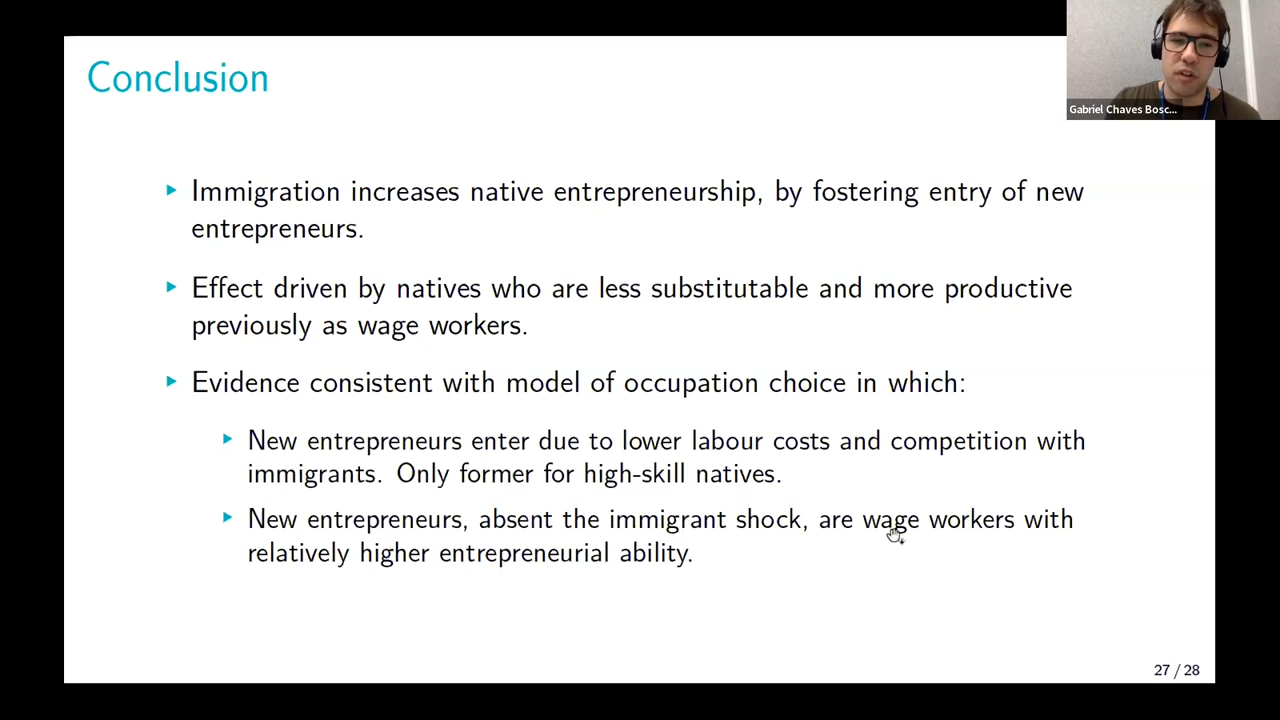 Conclusion
Gabriel Chaves Bosc...
Immigration increases native entrepreneurship, by fostering entry of new
entrepreneurs.
Effect driven by natives who are less substitutable and more productive
previously as wage workers.
Evidence consistent with model of occupation choice in which:
New entrepreneurs enter due to lower labour costs and competition with
immigrants. Only former for high-skill natives.
New entrepreneurs, absent the immigrant shock, are wage workers with
relatively higher entrepreneurial ability.
27 / 28